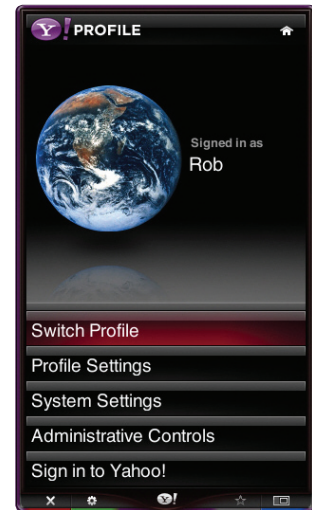 Y! PROFILE
Signed in as
Rob
Switch Profile
Profile Settings
System Settings
Administrative Controls
Sign in to Yahoo!
Y!